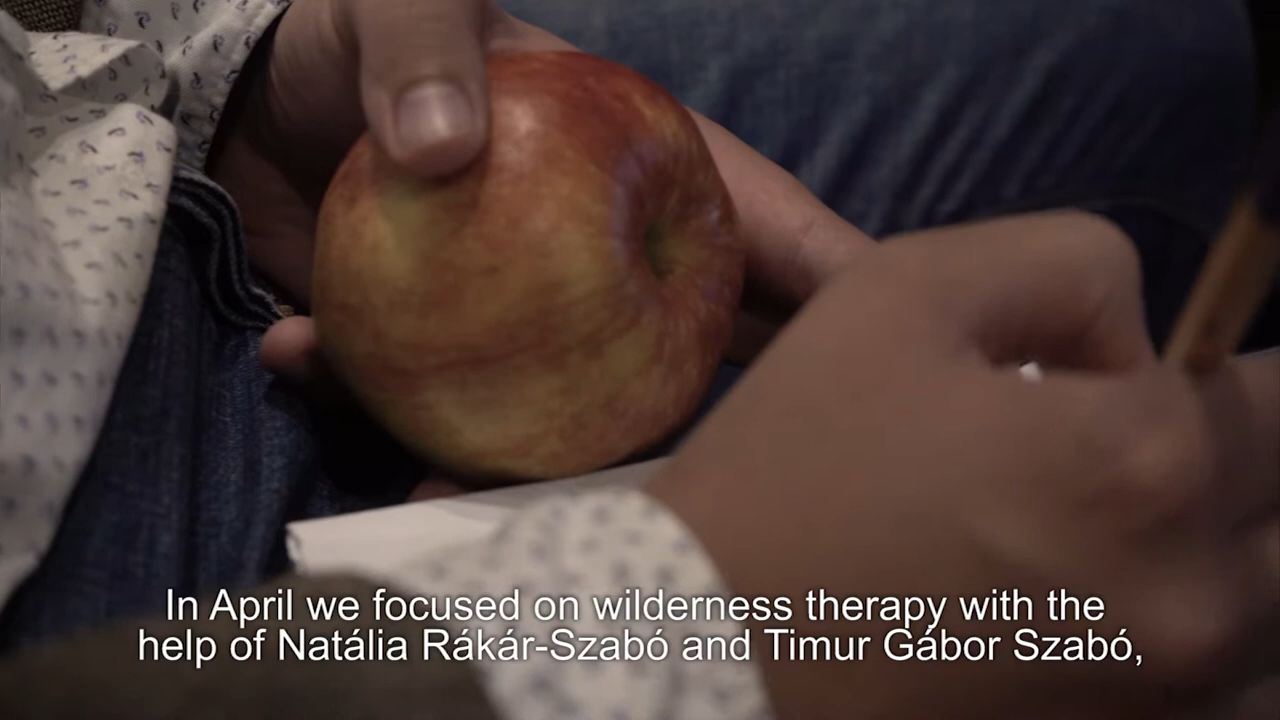 In April we focused on wilderness therapy with the
help of Natália Rákár-Szabó and Timur Gábor Szabó,